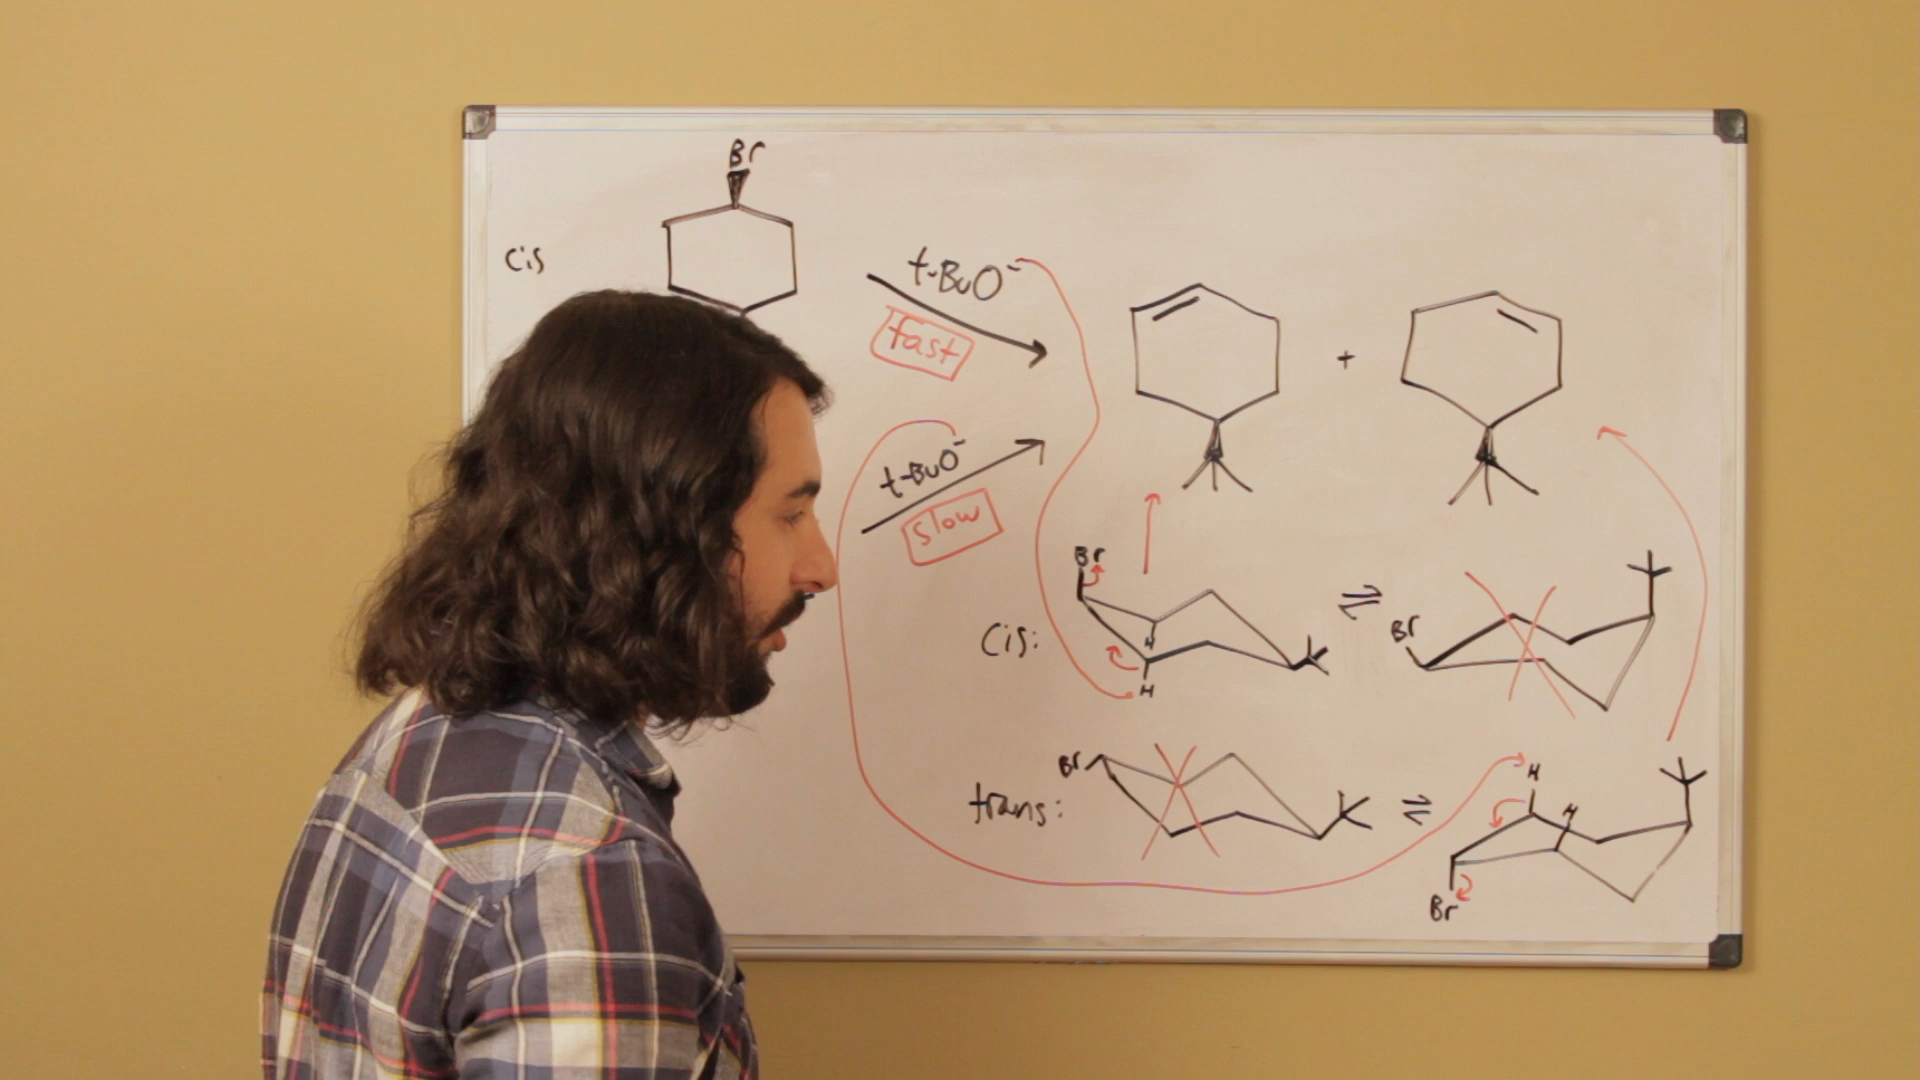 Br
cis
t-BuO⁻
fast
+
t-BuO⁻
slow
Br
H
H
Cis:
⇌
Br
trans:
Br
⇌
H
H
Br